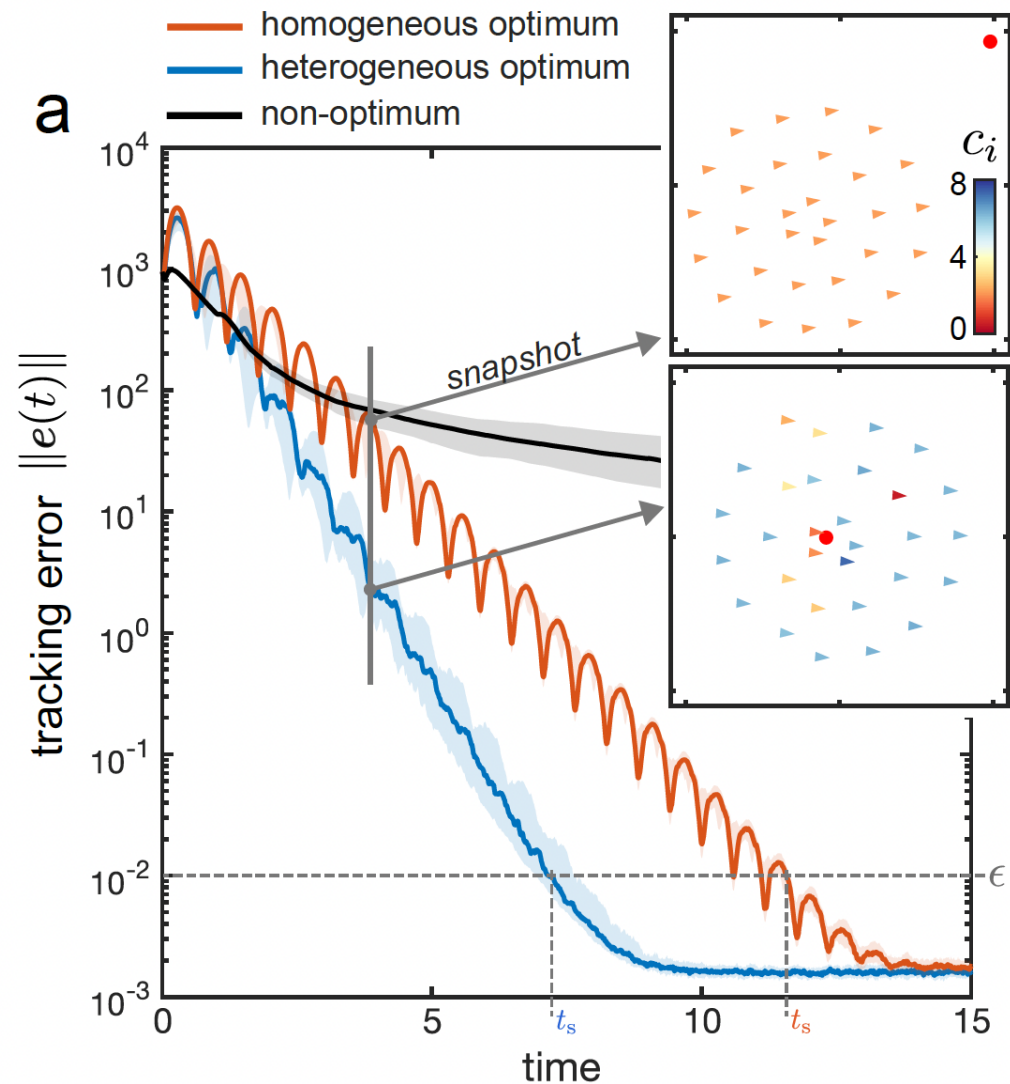 homogeneous optimum
heterogeneous optimum
non-optimum
a
tracking error ||e(t)||
10^4
10^3
10^2
10^1
10^0
10^-1
10^-2
10^-3
snapshot
c_i
8
4
0
ϵ
0
5
10
15
t_s
t_s
time